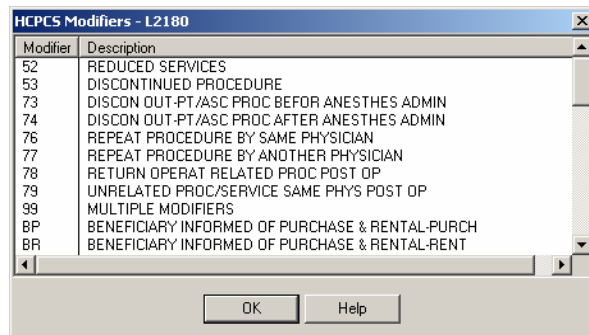 HCPCS Modifiers - L2180
Modifier Description
52 REDUCED SERVICES
53 DISCONTINUED PROCEDURE
73 DISCON OUT-PT/ASC PROC BEFOR ANESTHES ADMIN
74 DISCON OUT-PT/ASC PROC AFTER ANESTHES ADMIN
76 REPEAT PROCEDURE BY SAME PHYSICIAN
77 REPEAT PROCEDURE BY ANOTHER PHYSICIAN
78 RETURN OPERAT RELATED PROC POST OP
79 UNRELATED PROC/SERVICE SAME PHYS POST OP
99 MULTIPLE MODIFIERS
BP BENEFICIARY INFORMED OF PURCHASE & RENTAL-PURCH
BR BENEFICIARY INFORMED OF PURCHASE & RENTAL-RENT
OK Help